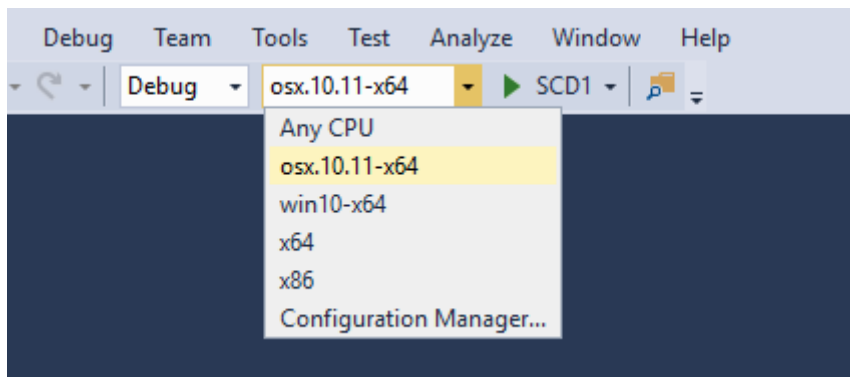 Debug Team Tools Test Analyze Window Help
Debug osx.10.11-x64 SCD1
Any CPU
osx.10.11-x64
win10-x64
x64
x86
Configuration Manager...